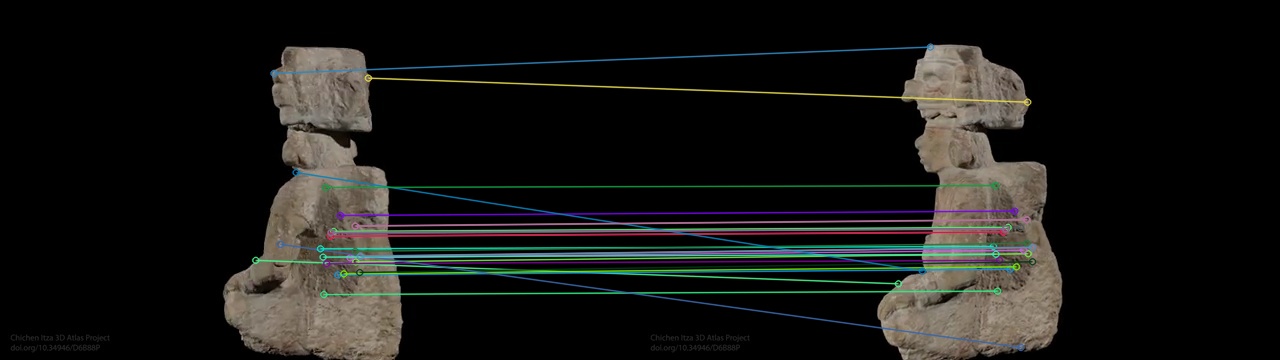 Chichen Itza 3D Atlas Project
doi.org/10.34946/D6B88P
Chichen Itza 3D Atlas Project
doi.org/10.34946/D6B88P